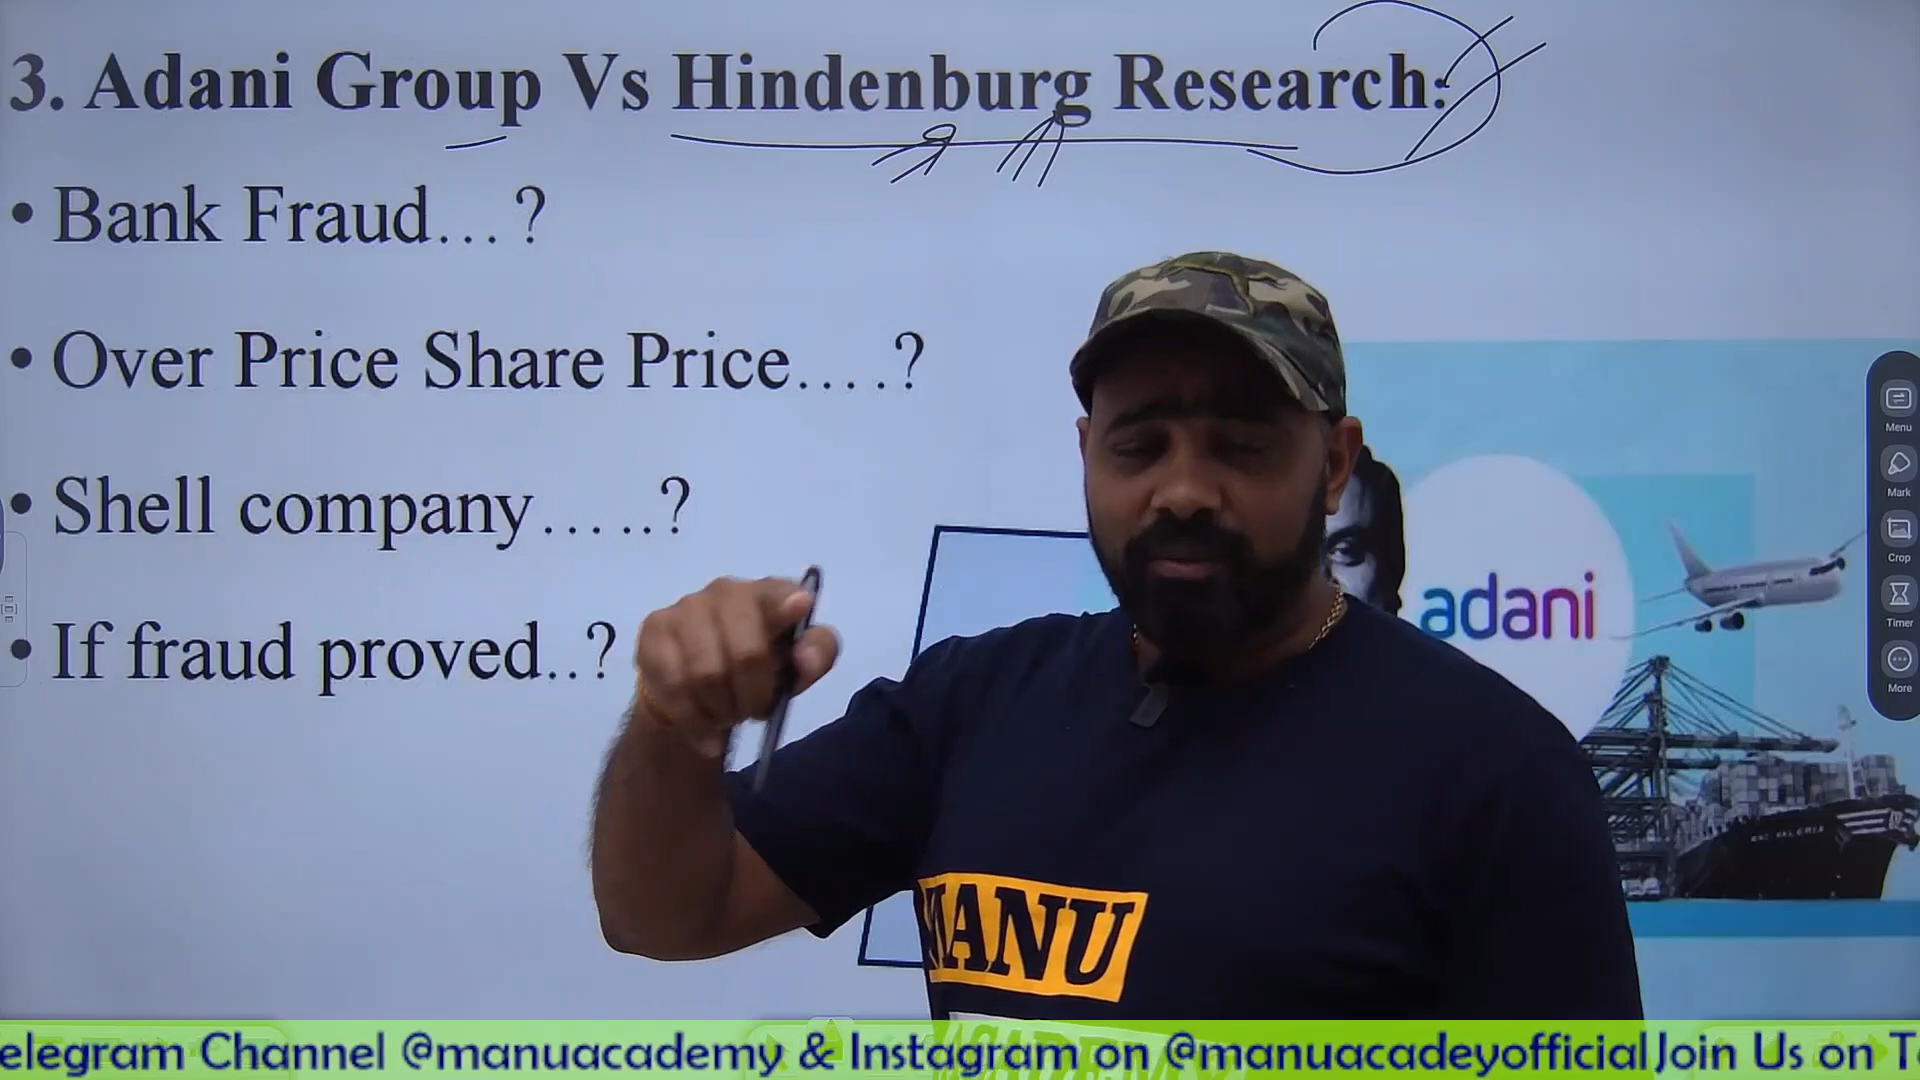 3. Adani Group Vs Hindenburg Research:
• Bank Fraud…?
• Over Price Share Price….?
• Shell company…..?
• If fraud proved..?
adani
Menu
Mark
Crop
Timer
More
MANU
elegram Channel @manuacademy & Instagram on @manuacadeyofficial Join Us on T